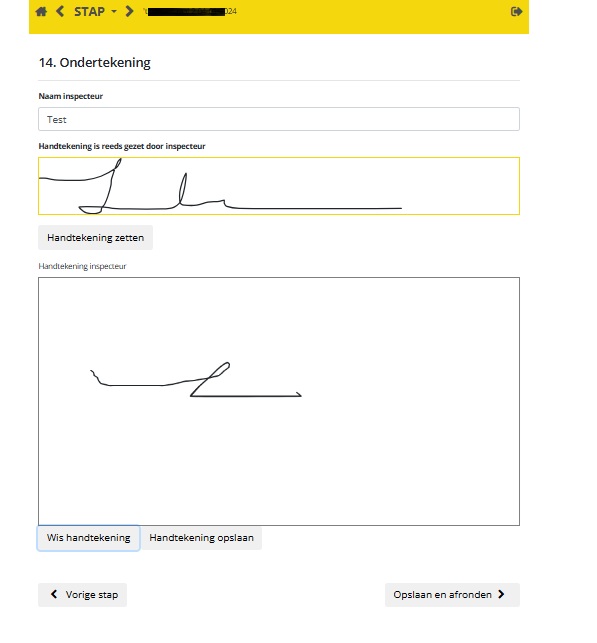 STAP 024
14. Ondertekening
Naam inspecteur
Test
Handtekening is reeds gezet door inspecteur
Handtekening zetten
Handtekening inspecteur
Wis handtekening Handtekening opslaan
Vorige stap Opslaan en afronden